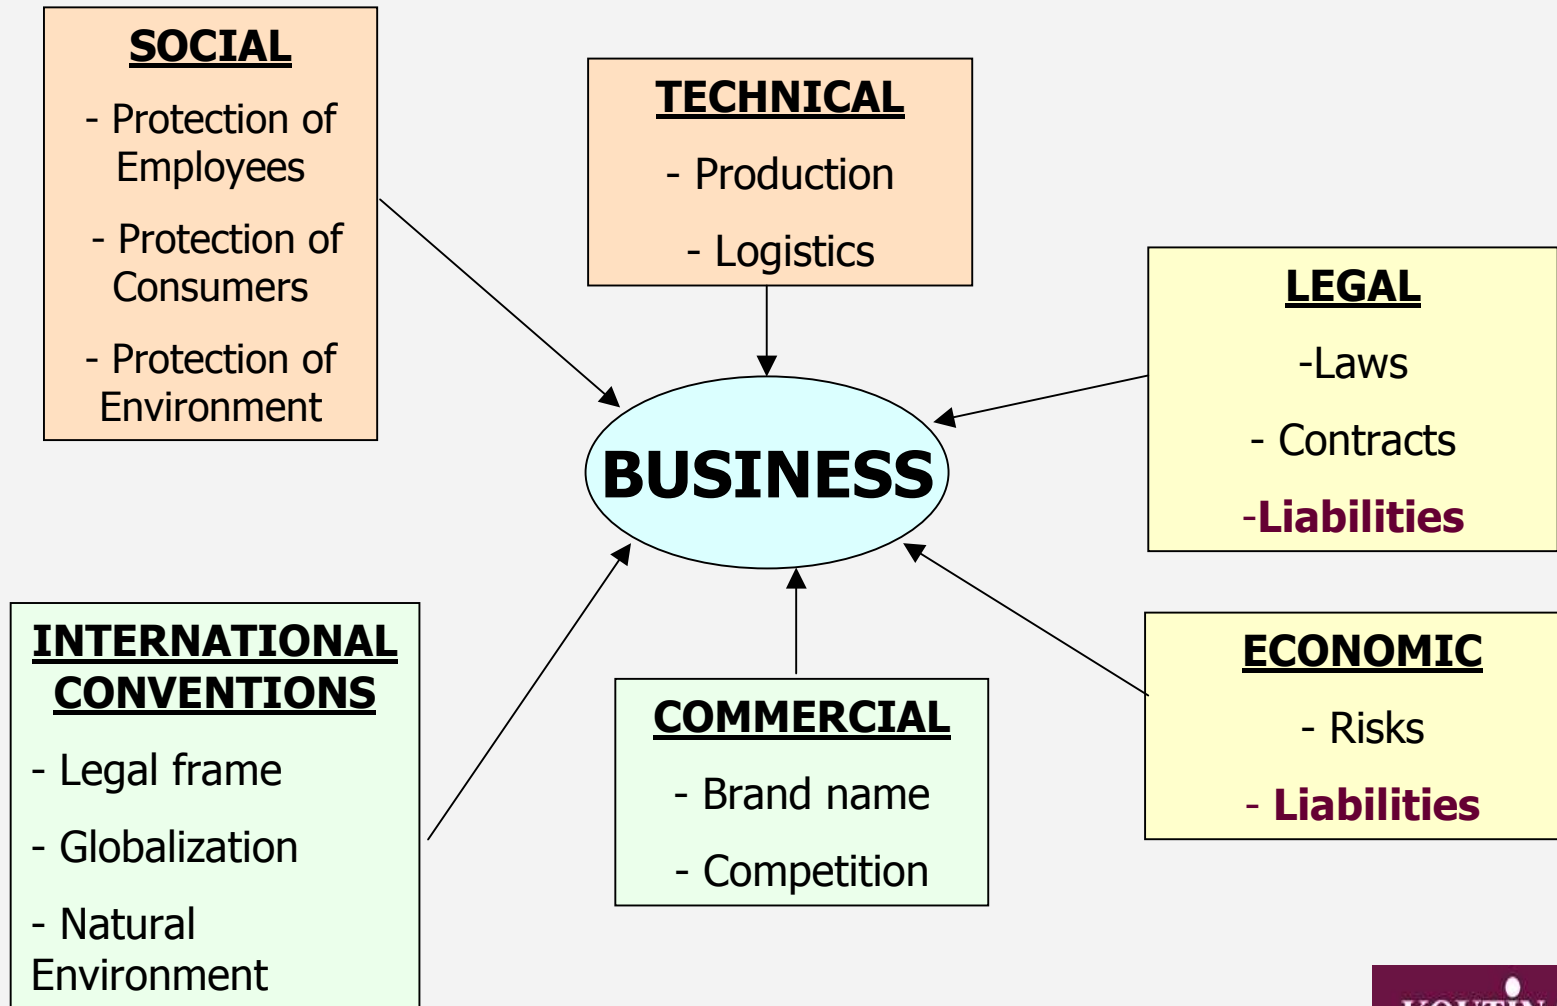 SOCIAL
- Protection of
Employees
- Protection of
Consumers
- Protection of
Environment
TECHNICAL
- Production
- Logistics
LEGAL
-Laws
- Contracts
-Liabilities
BUSINESS
INTERNATIONAL
CONVENTIONS
- Legal frame
- Globalization
- Natural
Environment
COMMERCIAL
- Brand name
- Competition
ECONOMIC
- Risks
- Liabilities